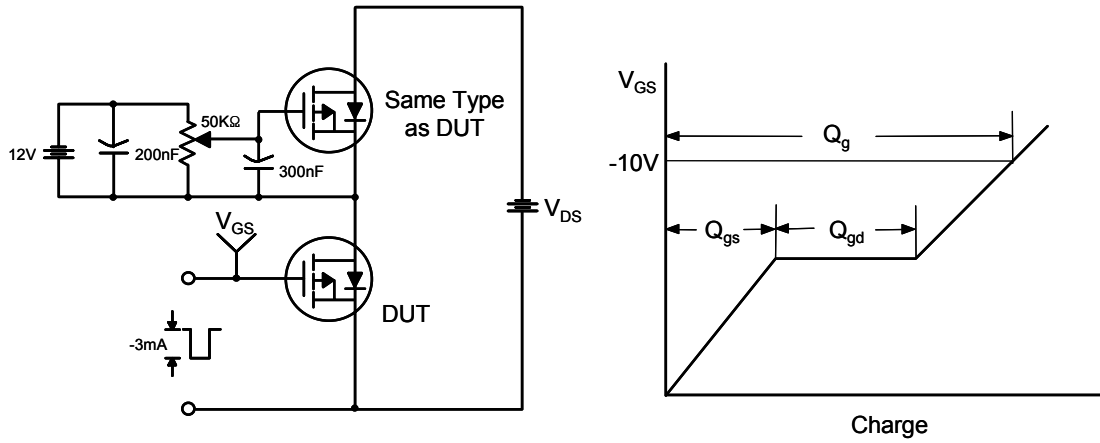 Same Type
as DUT
50KΩ
12V
200nF
300nF
V_GS
V_DS
DUT
-3mA
V_GS
Q_g
-10V
Q_gs
Q_gd
Charge